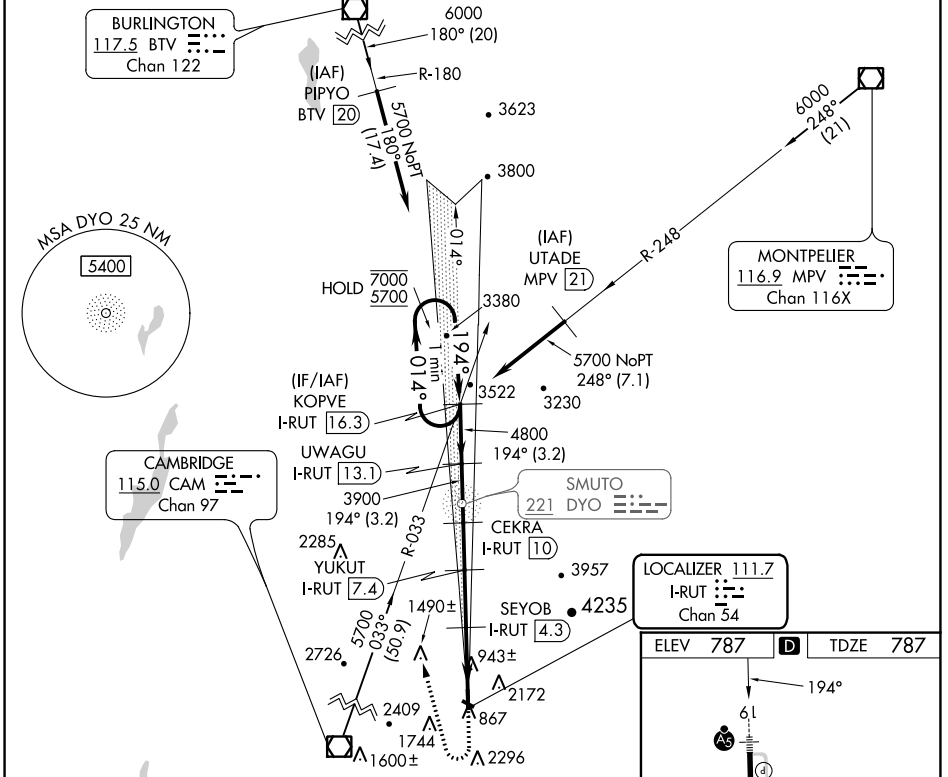 BURLINGTON
117.5 BTV
Chan 122
6000
180° (20)
R-180
(IAF)
PIPYO
BTV 20
5700 NoPT
180°
(17.4)
3623
3800
6000
248°
(21)
MSA DYO 25 NM
5400
014°
(IAF)
UTADE
MPV 21
R-248
MONTPELIER
116.9 MPV
Chan 116X
HOLD 7000
5700
3380
194°
1 min
014°
5700 NoPT
248° (7.1)
(IF/IAF)
KOPVE
I-RUT 16.3
3522
3230
4800
194° (3.2)
UWAGU
I-RUT 13.1
CAMBRIDGE
115.0 CAM
Chan 97
3900
194° (3.2)
SMUTO
221 DYO
R-033
CEKRA
I-RUT 10
2285
YUKUT
I-RUT 7.4
3957
LOCALIZER 111.7
I-RUT
Chan 54
1490±
SEYOB
I-RUT 4.3
4235
5700
033°
(50.9)
2726
943±
2172
ELEV 787 D TDZE 787
194°
2409
867
1744
1600±
2296
19
A5
P